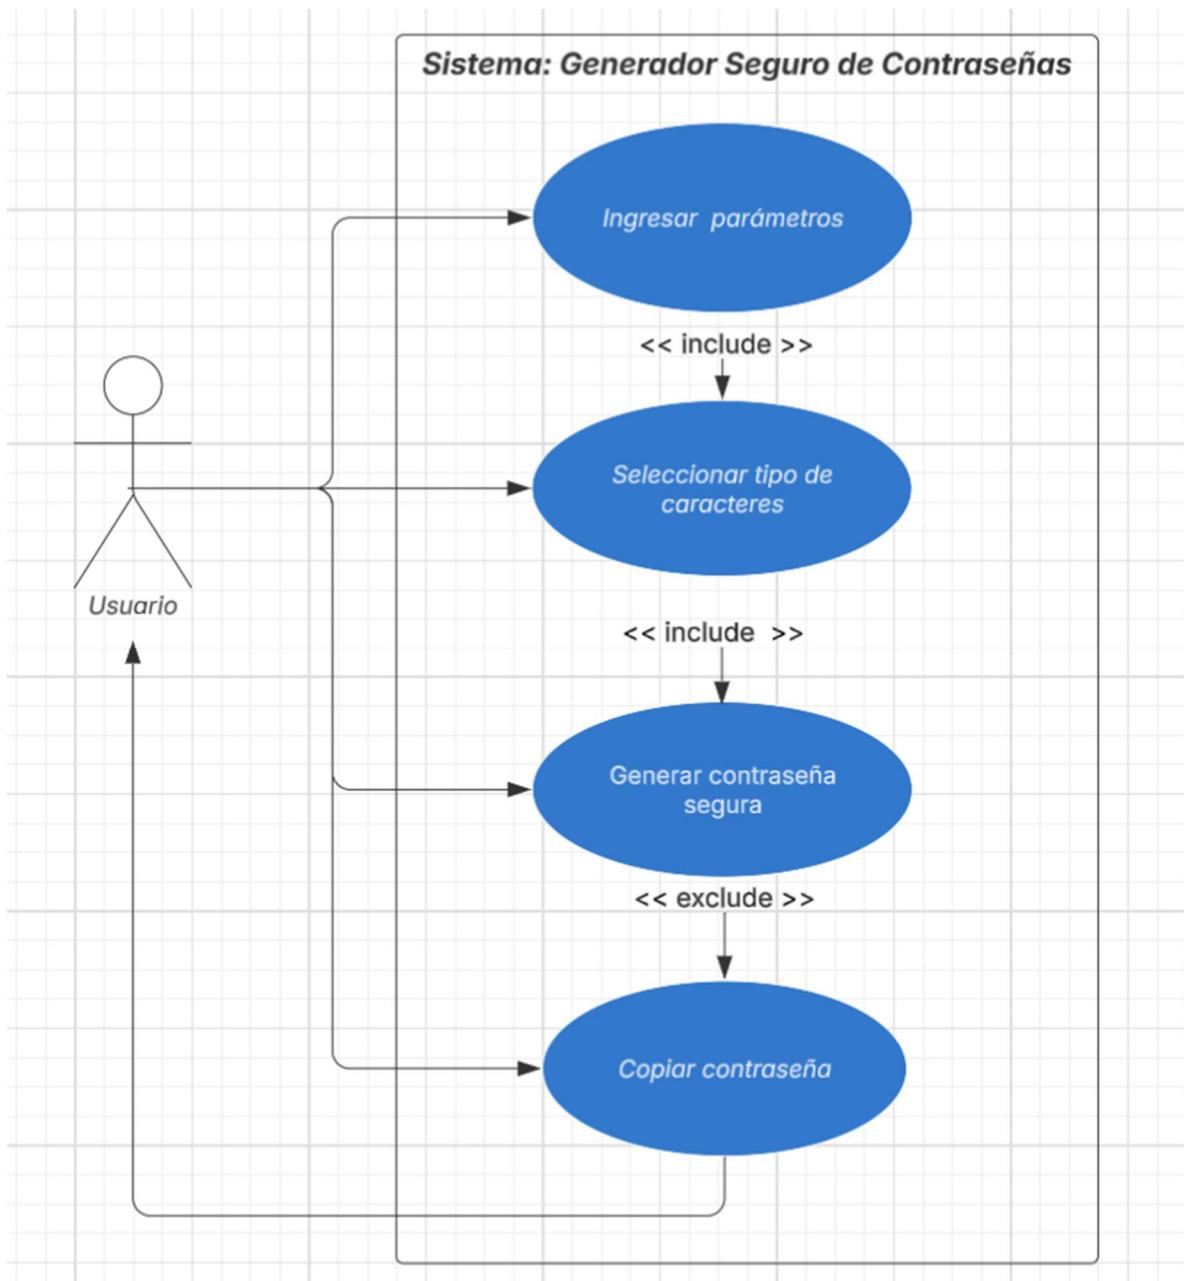 Sistema: Generador Seguro de Contraseñas
Ingresar parámetros
<< include >>
Seleccionar tipo de
caracteres
Usuario
<< include >>
Generar contraseña
segura
<< exclude >>
Copiar contraseña